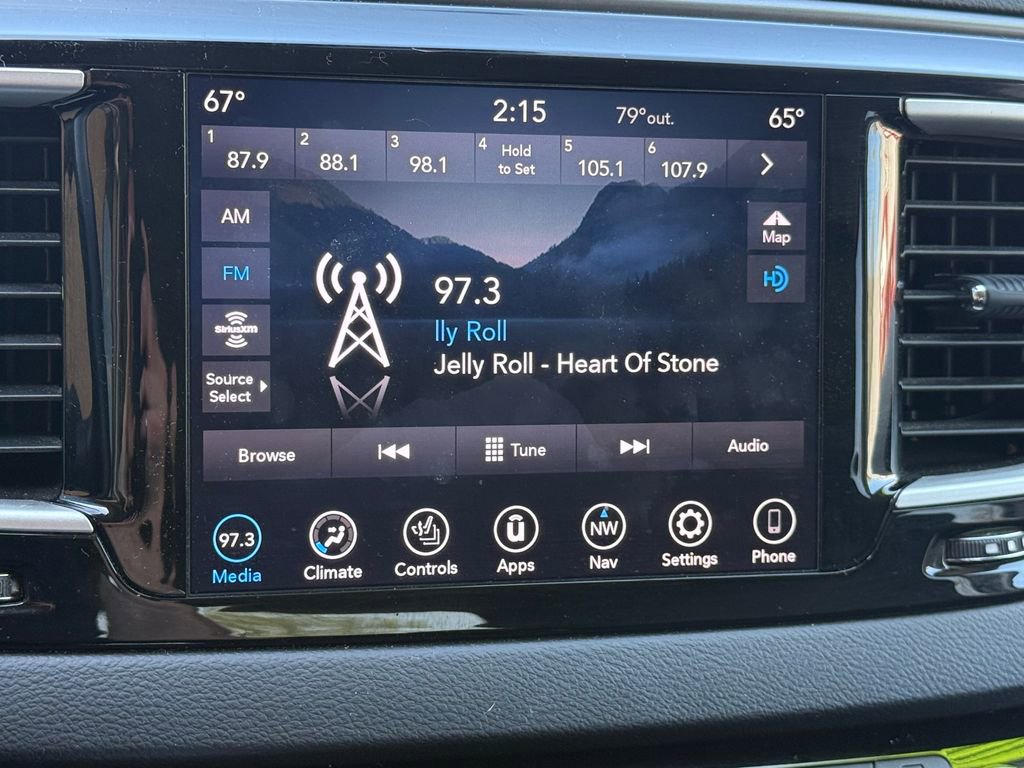 67° 2:15 79°out. 65°
1 87.9 2 88.1 3 98.1 4 Hold to Set 5 105.1 6 107.9
AM
Map
FM
HD
97.3
SiriusXM
lly Roll
Jelly Roll - Heart Of Stone
Source
Select
Browse Tune Audio
97.3 NW
Media Climate Controls Apps Nav Settings Phone